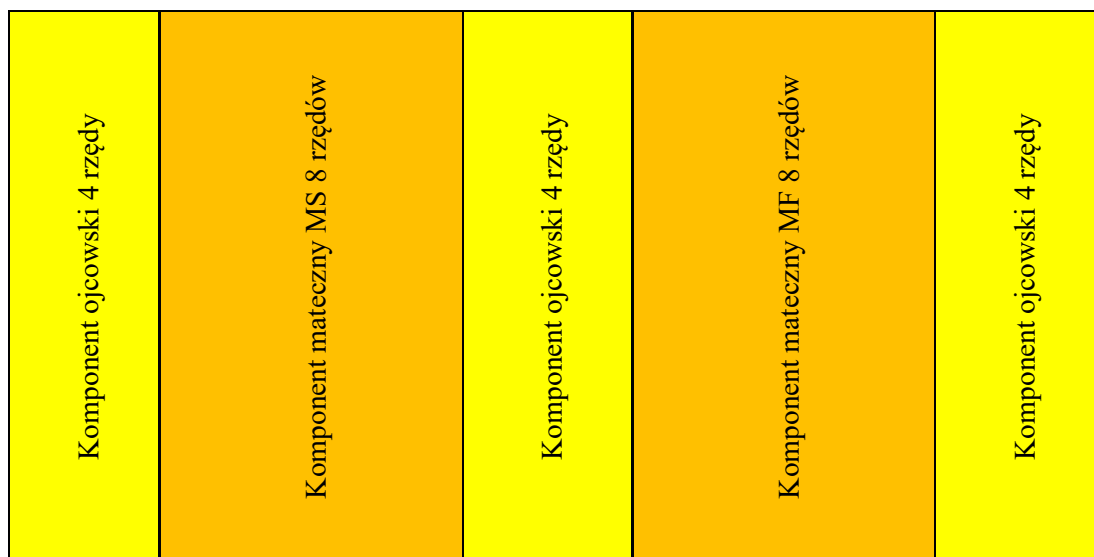 Komponent ojcowski 4 rzędy
Komponent mateczny MS 8 rzędów
Komponent ojcowski 4 rzędy
Komponent mateczny MF 8 rzędów
Komponent ojcowski 4 rzędy